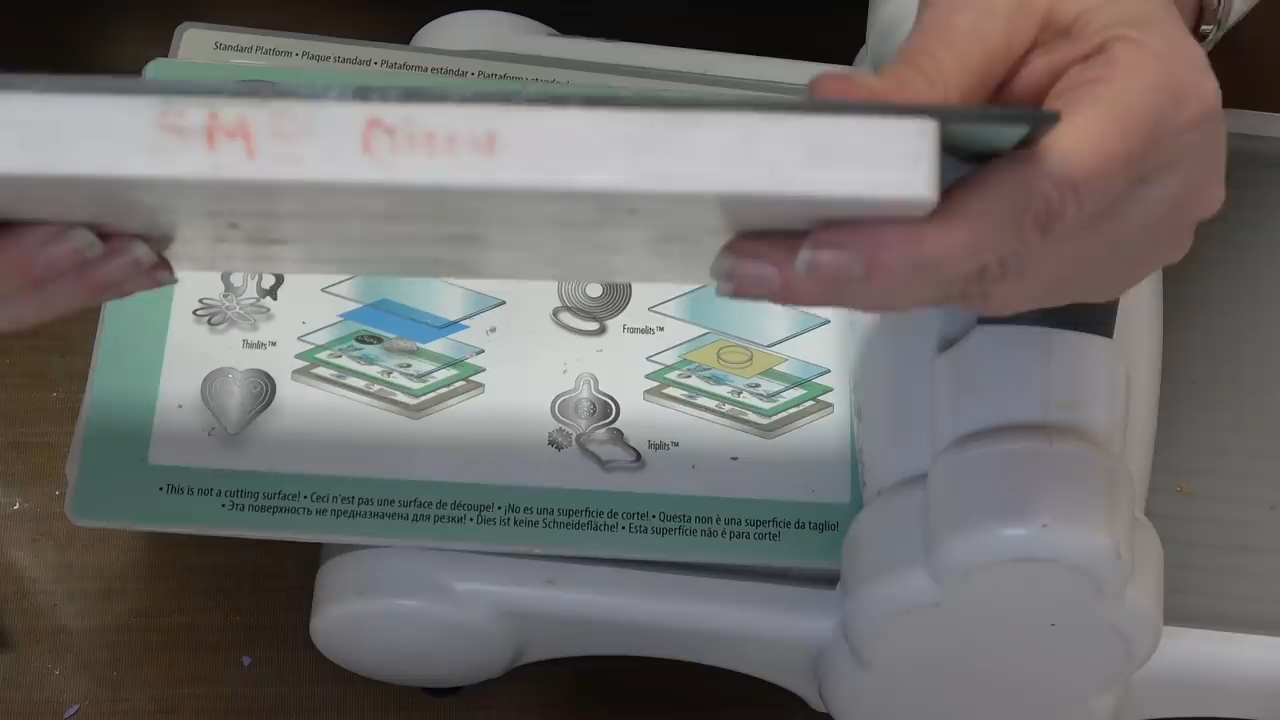 Standard Platform • Plaque standard • Plataforma estándar • Piattaforma standard
Thinlits™
Framelits™
Triplits™
• This is not a cutting surface! • Ceci n'est pas une surface de découpe! • ¡No es una superficie de corte! • Questa non è una superficie da taglio!
• Эта поверхность не предназначена для резки! • Dies ist keine Schneidefläche! • Esta superfície não é para corte!